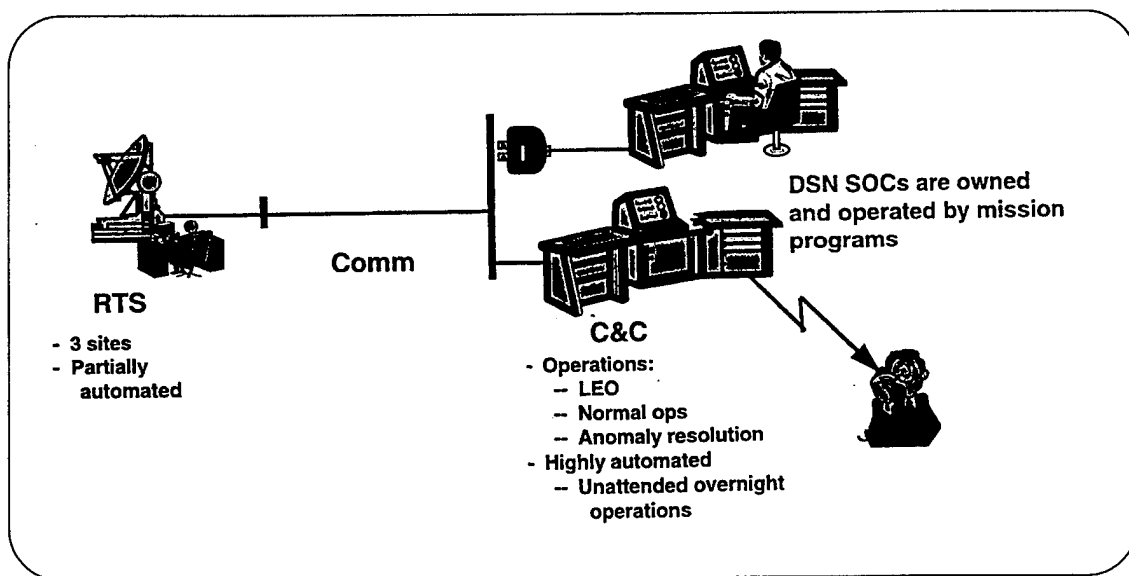 DSN SOCs are owned
and operated by mission
programs
Comm
RTS
- 3 sites
- Partially
automated
C&C
- Operations:
-- LEO
-- Normal ops
-- Anomaly resolution
- Highly automated
-- Unattended overnight
operations